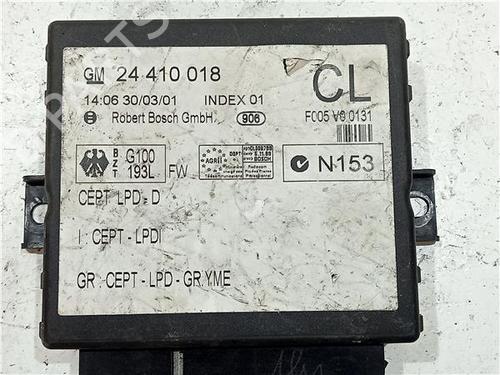 GM 24 410 018
CL
14:06 30/03/01 INDEX 01
F005 V0 0131
Robert Bosch GmbH.
906
BZT G100 193L FW
N153
CEPT LPD - D
I CEPT - LPDI
GR CEPT - LPD - GR.YME